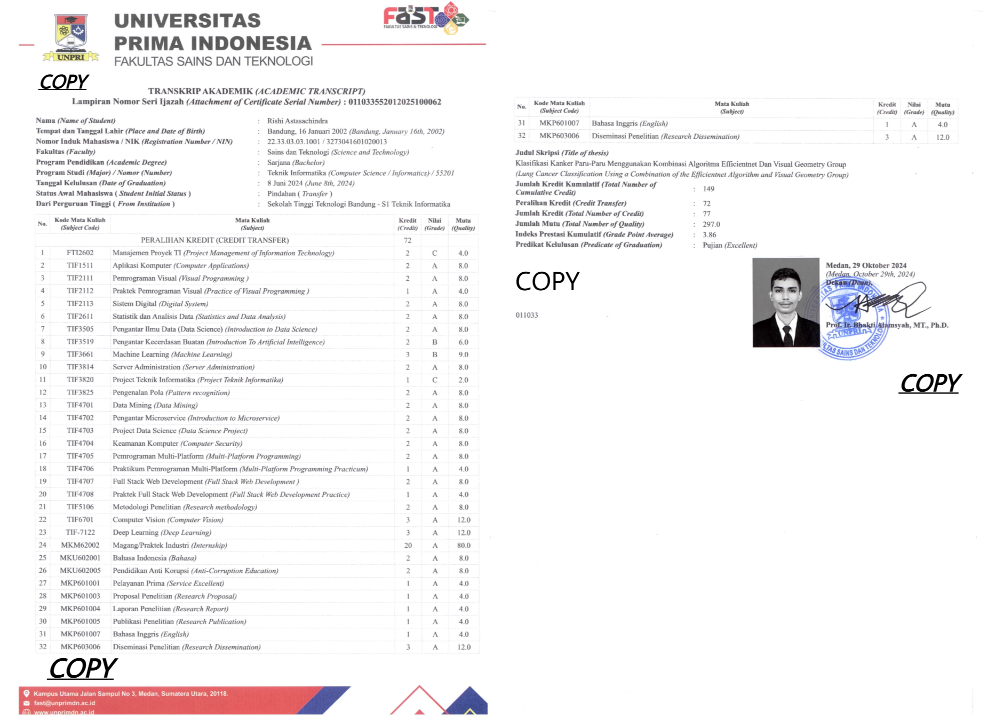 UNIVERSITAS
PRIMA INDONESIA
FAKULTAS SAINS DAN TEKNOLOGI
UNPRI
FAST
FAKULTAS SAINS & TEKNOLOGI
COPY
TRANSKRIP AKADEMIK (ACADEMIC TRANSCRIPT)
Lampiran Nomor Seri Ijazah (Attachment of Certificate Serial Number) : 011033552012025100062
Nama (Name of Student) : Rishi Astasachindra
Tempat dan Tanggal Lahir (Place and Date of Birth) : Bandung, 16 Januari 2002 (Bandung, January 16th, 2002)
Nomor Induk Mahasiswa / NIK (Registration Number / NIN) : 22.33.03.03.1001 / 3273041601020013
Fakultas (Faculty) : Sains dan Teknologi (Science and Technology)
Program Pendidikan (Academic Degree) : Sarjana (Bachelor)
Program Studi (Major) / Nomor (Number) : Teknik Informatika (Computer Science / Informatics) / 55201
Tanggal Kelulusan (Date of Graduation) : 8 Juni 2024 (June 8th, 2024)
Status Awal Mahasiswa ( Student Initial Status ) : Pindahan ( Transfer )
Dari Perguruan Tinggi ( From Institution ) : Sekolah Tinggi Teknologi Bandung - S1 Teknik Informatika
No. Kode Mata Kuliah (Subject Code) Mata Kuliah (Subject) Kredit (Credit) Nilai (Grade) Mutu (Quality)
PERALIHAN KREDIT (CREDIT TRANSFER) 72
1 FTI2602 Manajemen Proyek TI (Project Management of Information Technology) 2 C 4.0
2 TIF1511 Aplikasi Komputer (Computer Applications) 2 A 8.0
3 TIF2111 Pemrograman Visual (Visual Programming ) 2 A 8.0
4 TIF2112 Praktek Pemrograman Visual (Practice of Visual Programming ) 1 A 4.0
5 TIF2113 Sistem Digital (Digital System) 2 A 8.0
6 TIF2611 Statistik dan Analisis Data (Statistics and Data Analysis) 2 A 8.0
7 TIF3505 Pengantar Ilmu Data (Data Science) (Introduction to Data Science) 2 A 8.0
8 TIF3519 Pengantar Kecerdasan Buatan (Introduction To Artificial Intelligence) 2 B 6.0
9 TIF3661 Machine Learning (Machine Learning) 3 B 9.0
10 TIF3814 Server Administration (Server Administration) 2 A 8.0
11 TIF3820 Project Teknik Informatika (Project Teknik Informatika) 1 C 2.0
12 TIF3825 Pengenalan Pola (Pattern recognition) 2 A 8.0
13 TIF4701 Data Mining (Data Mining) 2 A 8.0
14 TIF4702 Pengantar Microservice (Introduction to Microservice) 2 A 8.0
15 TIF4703 Project Data Science (Data Science Project) 2 A 8.0
16 TIF4704 Keamanan Komputer (Computer Security) 2 A 8.0
17 TIF4705 Pemrograman Multi-Platform (Multi-Platform Programming) 2 A 8.0
18 TIF4706 Praktikum Pemrograman Multi-Platform (Multi-Platform Programming Practicum) 1 A 4.0
19 TIF4707 Full Stack Web Development (Full Stack Web Development ) 2 A 8.0
20 TIF4708 Praktek Full Stack Web Development (Full Stack Web Development Practice) 1 A 4.0
21 TIF5106 Metodologi Penelitian (Research methodology) 2 A 8.0
22 TIF6701 Computer Vision (Computer Vision) 3 A 12.0
23 TIF-7122 Deep Learning (Deep Learning) 3 A 12.0
24 MKM62002 Magang/Praktek Industri (Internship) 20 A 80.0
25 MKU602001 Bahasa Indonesia (Bahasa) 2 A 8.0
26 MKU602005 Pendidikan Anti Korupsi (Anti-Corruption Education) 2 A 8.0
27 MKP601001 Pelayanan Prima (Service Excellent) 1 A 4.0
28 MKP601003 Proposal Penelitian (Research Proposal) 1 A 4.0
29 MKP601004 Laporan Penelitian (Research Report) 1 A 4.0
30 MKP601005 Publikasi Penelitian (Research Publication) 1 A 4.0
31 MKP601007 Bahasa Inggris (English) 1 A 4.0
32 MKP603006 Diseminasi Penelitian (Research Dissemination) 3 A 12.0
COPY
Kampus Utama Jalan Sampul No 3, Medan, Sumatera Utara, 20118.
fast@unprimdn.ac.id
www.unprimdn.ac.id
No. Kode Mata Kuliah (Subject Code) Mata Kuliah (Subject) Kredit (Credit) Nilai (Grade) Mutu (Quality)
31 MKP601007 Bahasa Inggris (English) 1 A 4.0
32 MKP603006 Diseminasi Penelitian (Research Dissemination) 3 A 12.0
Judul Skripsi (Title of thesis)
Klasifikasi Kanker Paru-Paru Menggunakan Kombinasi Algoritma Efficientnet Dan Visual Geometry Group
(Lung Cancer Classification Using a Combination of the Efficientnet Algorithm and Visual Geometry Group)
Jumlah Kredit Kumulatif (Total Number of Cumulative Credit) : 149
Peralihan Kredit (Credit Transfer) : 72
Jumlah Kredit (Total Number of Credit) : 77
Jumlah Mutu (Total Number of Quality) : 297.0
Indeks Prestasi Kumulatif (Grade Point Average) : 3.86
Predikat Kelulusan (Predicate of Graduation) : Pujian (Excellent)
Medan, 29 Oktober 2024
(Medan, October 29th, 2024)
Dekan (Dean),
COPY
011033
Prof. Ir. Bhakti Alamsyah, MT., Ph.D.
COPY